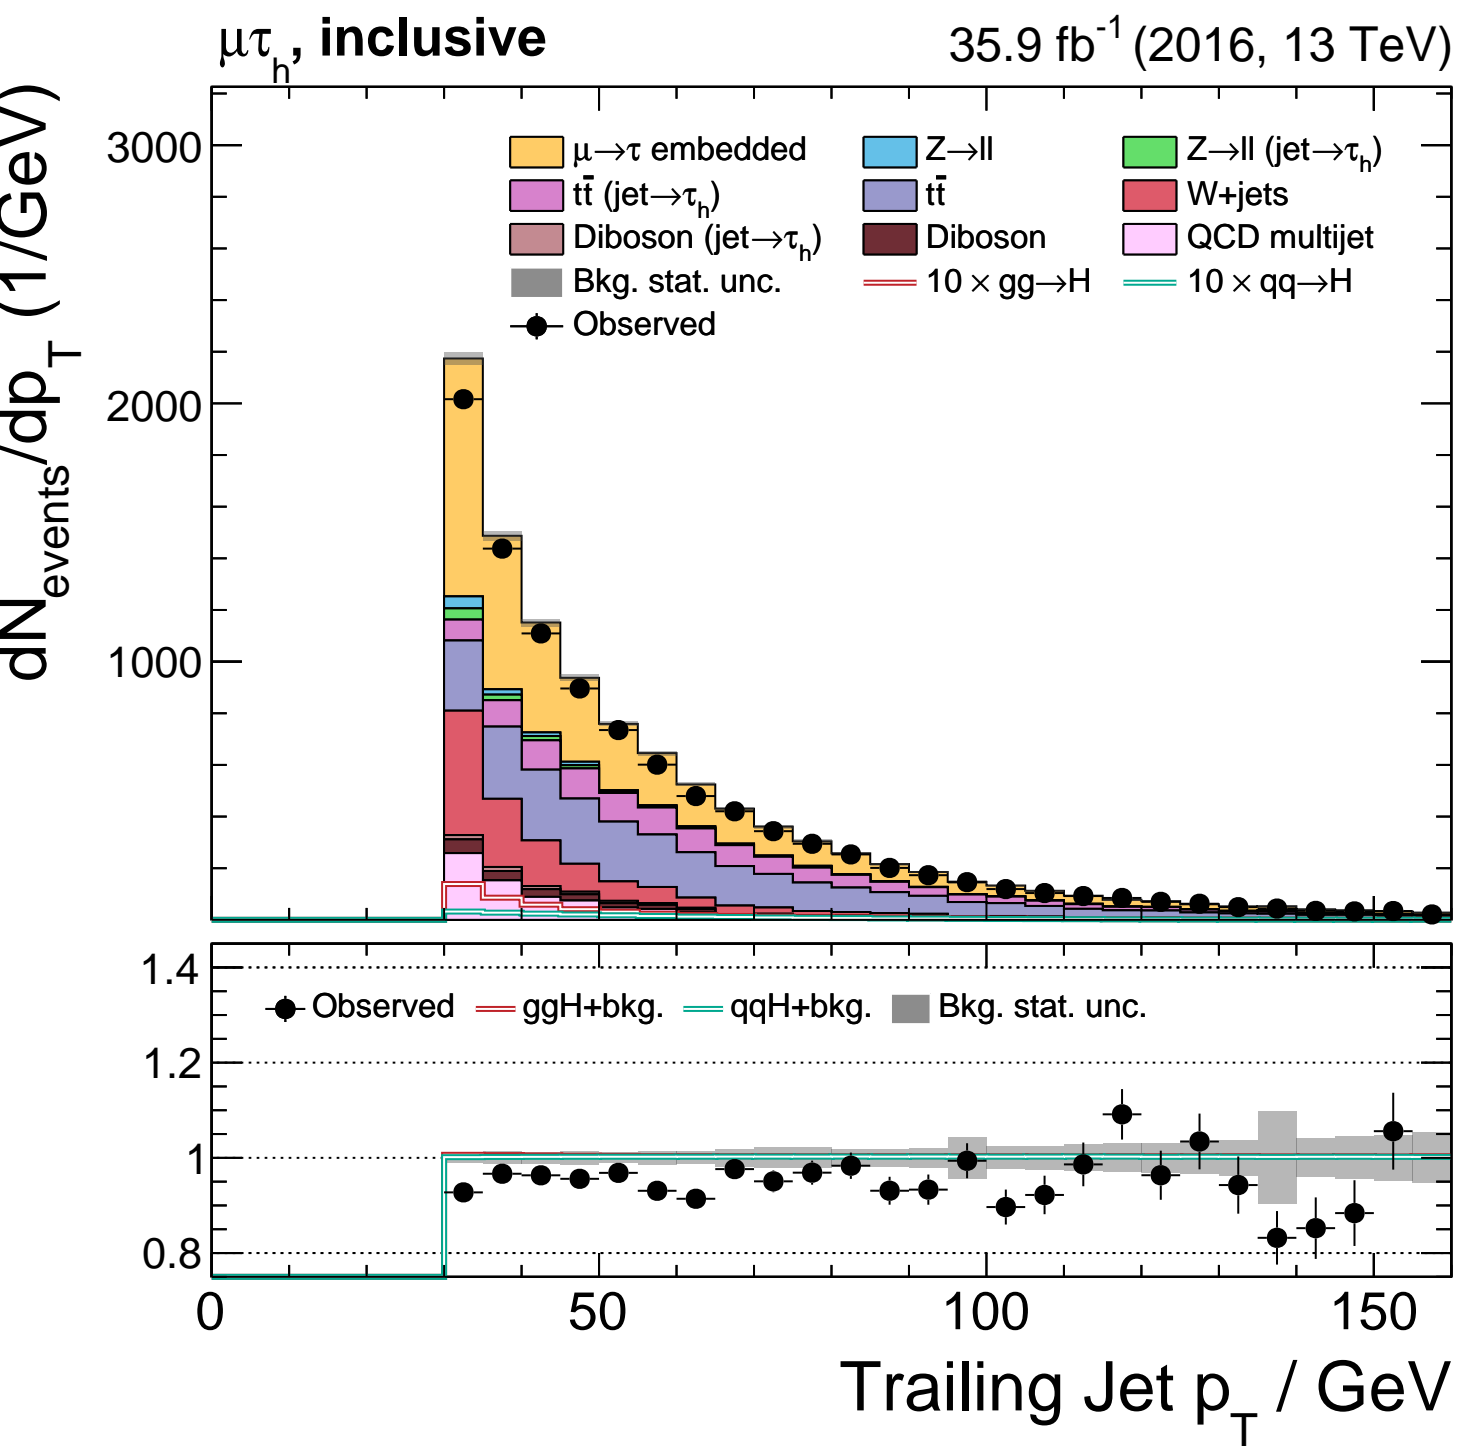 μτh, inclusive
35.9 fb-1 (2016, 13 TeV)
dNevents/dpT (1/GeV)
3000
2000
1000
μ→τ embedded
Z→ll
Z→ll (jet→τh)
tt̄ (jet→τh)
tt̄
W+jets
Diboson (jet→τh)
Diboson
QCD multijet
Bkg. stat. unc.
10 × gg→H
10 × qq→H
Observed
1.4
1.2
1
0.8
Observed
ggH+bkg.
qqH+bkg.
Bkg. stat. unc.
0
50
100
150
Trailing Jet pT / GeV